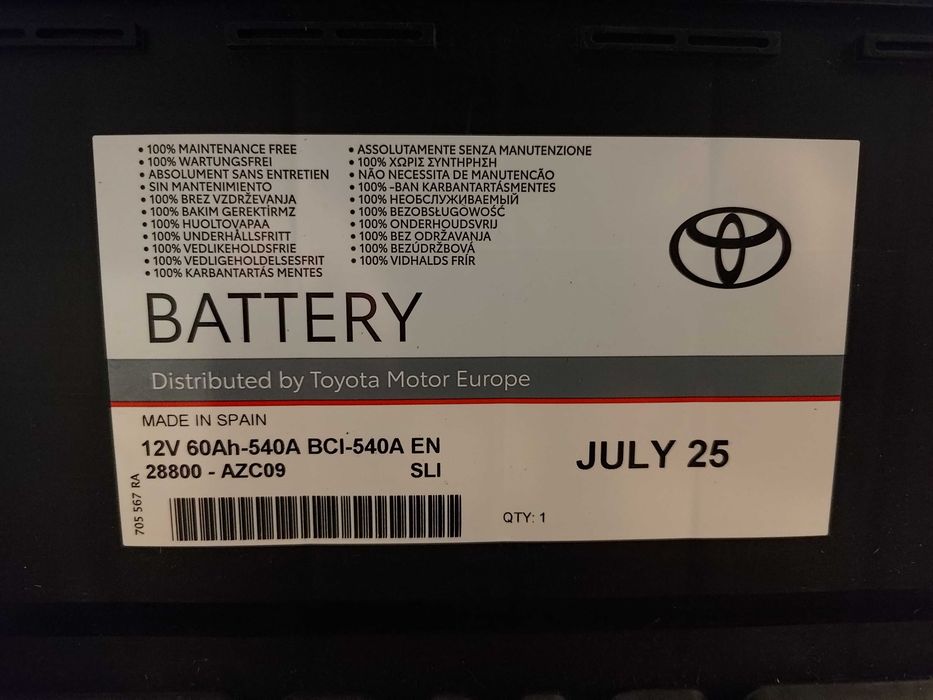 • 100% MAINTENANCE FREE
• 100% WARTUNGSFREI
• ABSOLUMENT SANS ENTRETIEN
• SIN MANTENIMIENTO
• 100% BREZ VZDRŽEVANJA
• 100% BAKIM GEREKTİRMZ
• 100% HUOLTOVAPAA
• 100% UNDERHÅLLSFRITT
• 100% VEDLIKEHOLDSFRIE
• 100% VEDLIGEHOLDELSESFRIT
• 100% KARBANTARTÁS MENTES
• ASSOLUTAMENTE SENZA MANUTENZIONE
• 100% ΧΩΡΙΣ ΣΥΝΤΗΡΗΣΗ
• NÃO NECESSITA DE MANUTENCÃO
• 100% -BAN KARBANTARTÁSMENTES
• 100% НЕОБСЛУЖИВАЕМЫЙ
• 100% BEZOBSŁUGOWOŚĆ
• 100% ONDERHOUDSVRIJ
• 100% BEZ ODRŽAVANJA
• 100% BEZÚDRŽBOVÁ
• 100% VIDHALDS FRÍR
BATTERY
Distributed by Toyota Motor Europe
MADE IN SPAIN
12V 60Ah-540A BCI-540A EN
28800 - AZC09 SLI
JULY 25
705 567 RA
QTY: 1